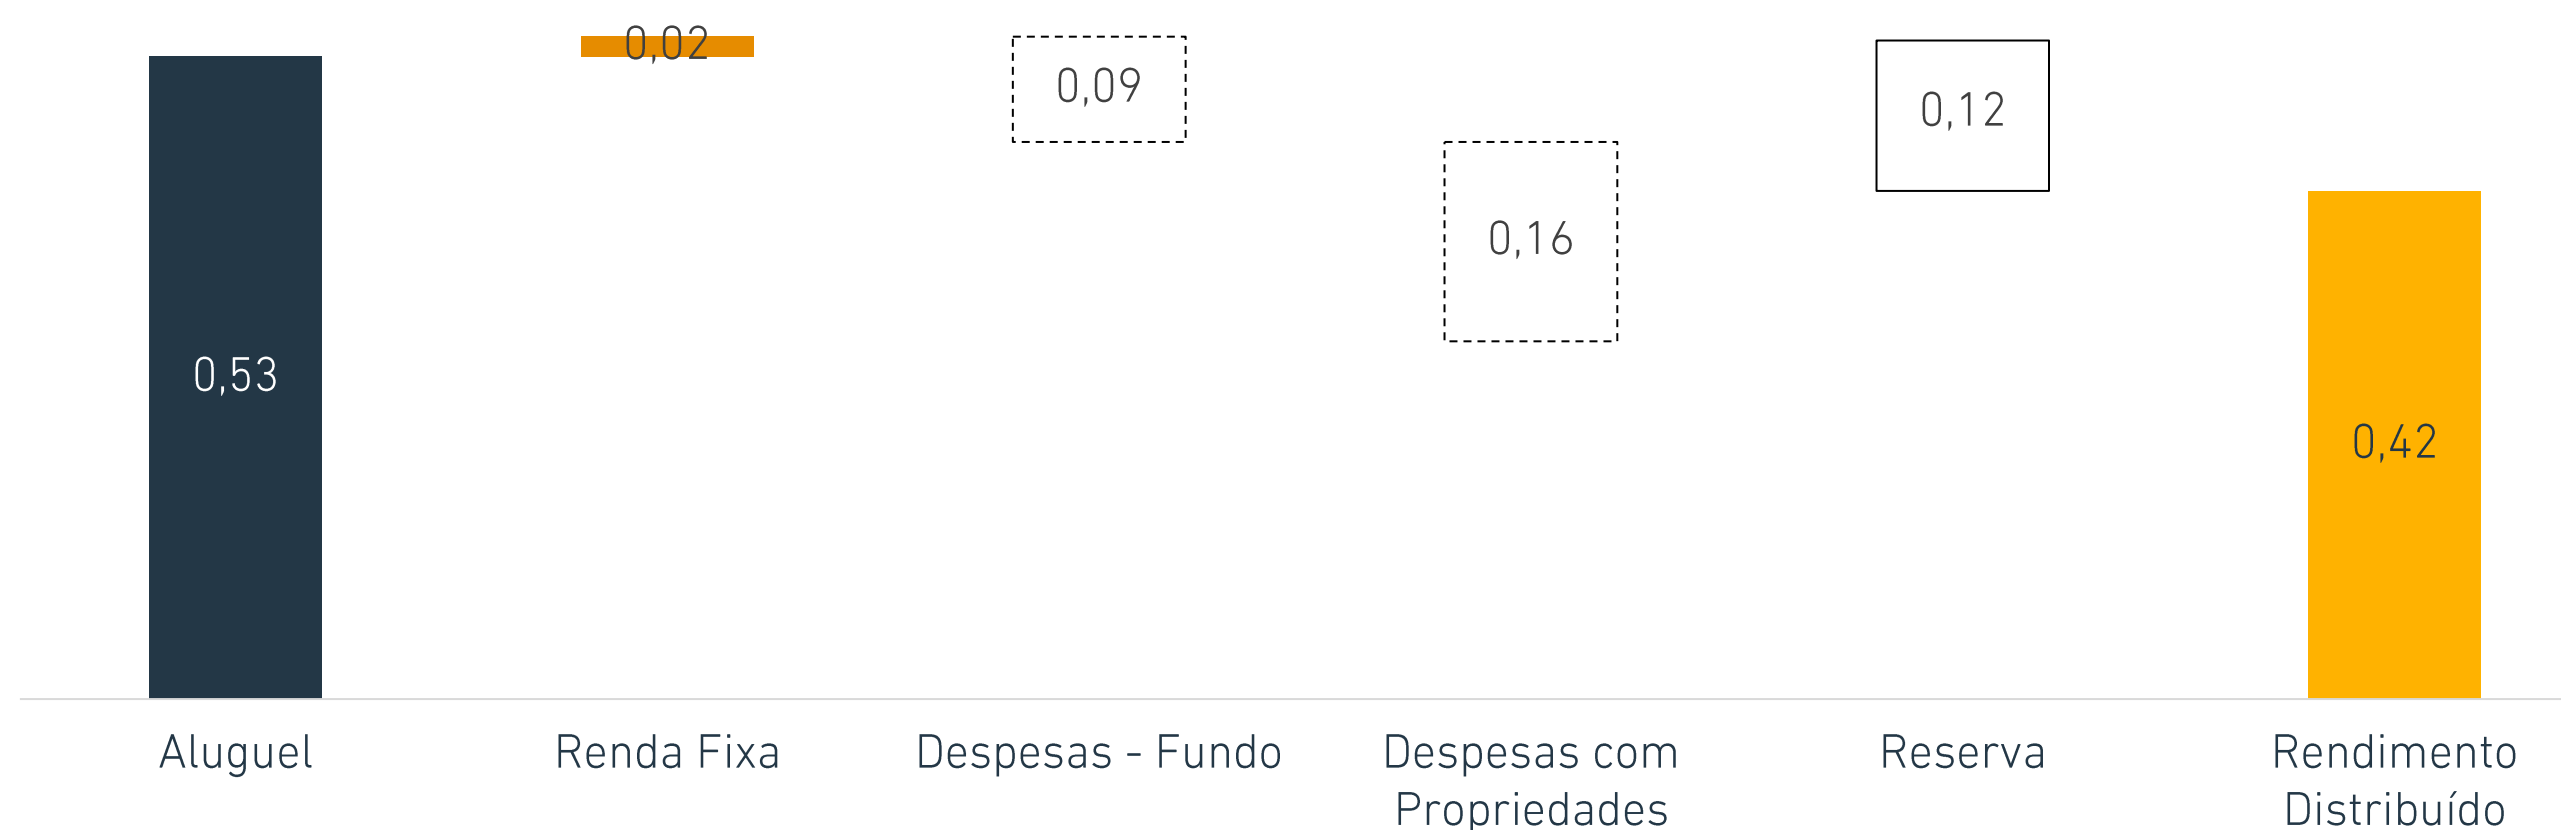 0,02
0,09
0,12
0,16
0,53
0,42
Aluguel
Renda Fixa
Despesas - Fundo
Despesas com
Propriedades
Reserva
Rendimento
Distribuído